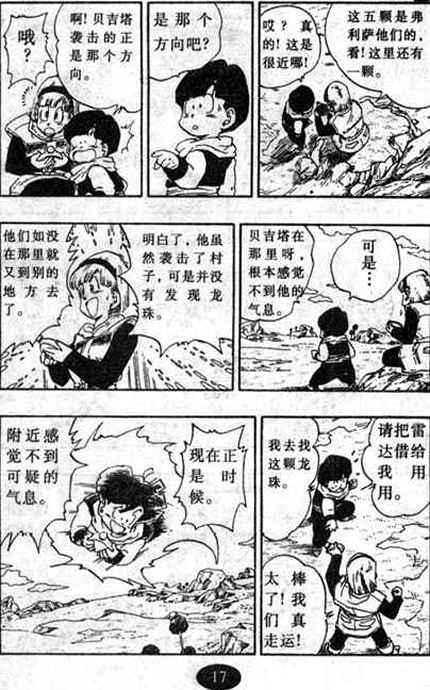 这五颗是弗
利萨他们的,
看!这里还有
一颗。
哎?真
的!这是
很近哪!
是那个
方向吧?
啊!贝吉塔
袭击的正
是那个方
向。
哦
?
可
是
…
贝吉塔在
那里呀,
根本感觉
不到他的
气息。
明白了,他虽
然袭击了村
子,可是并没
有发现龙
珠。
他们如没
在那里就
又到别的
地方去
了。
请把雷
达借给
我用
用。
我去找
这颗龙
珠。
太棒
了!我
们真
走运!
现在正
是时
候。
附近感
觉不到
可疑的
气息。
17